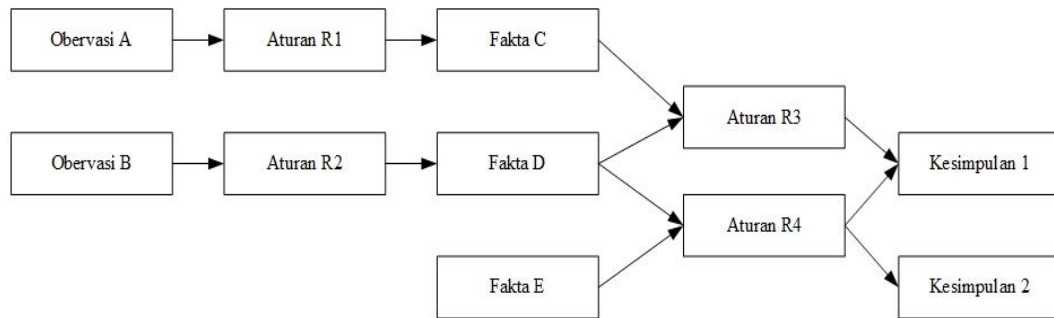 Obervasi A
Aturan R1
Fakta C
Aturan R3
Obervasi B
Aturan R2
Fakta D
Kesimpulan 1
Aturan R4
Fakta E
Kesimpulan 2